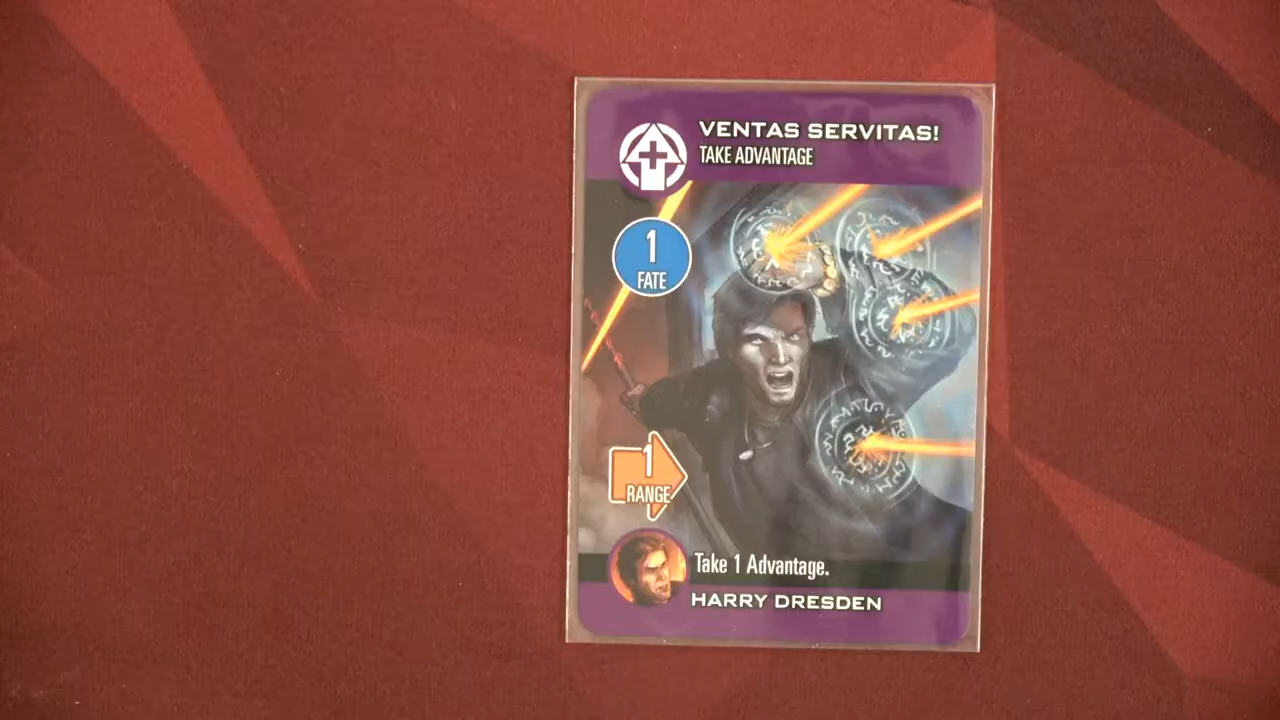 VENTAS SERVITAS!
TAKE ADVANTAGE
1
FATE
1
RANGE
Take 1 Advantage.
HARRY DRESDEN